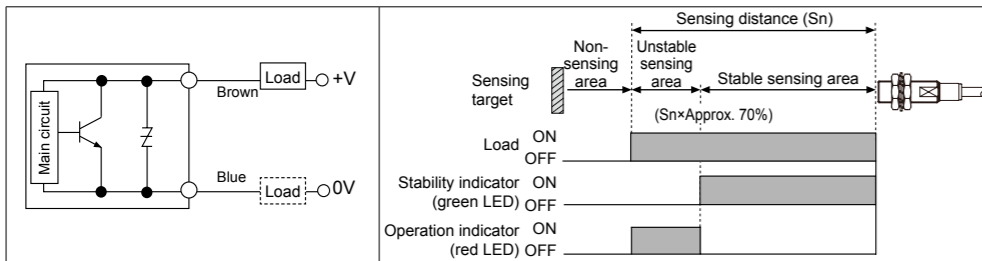 Main circuit
Brown
Load
+V
Blue
Load
0V
Sensing distance (Sn)
Non-
sensing
area
Unstable
sensing
area
Stable sensing area
Sensing
target
(Sn×Approx. 70%)
Load
ON
OFF
Stability indicator
(green LED)
ON
OFF
Operation indicator
(red LED)
ON
OFF